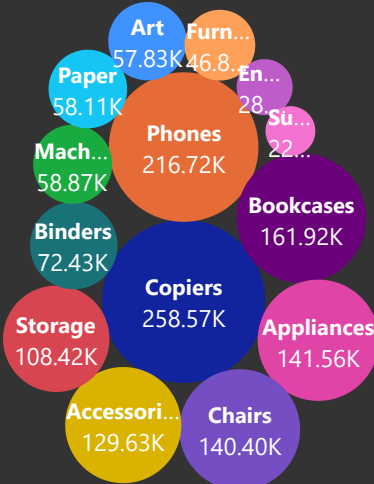 Art
57.83K
Furn...
46.8...
Paper
58.11K
En...
28...
Phones
216.72K
Su...
22...
Mach...
58.87K
Bookcases
161.92K
Binders
72.43K
Copiers
258.57K
Storage
108.42K
Appliances
141.56K
Accessori...
129.63K
Chairs
140.40K